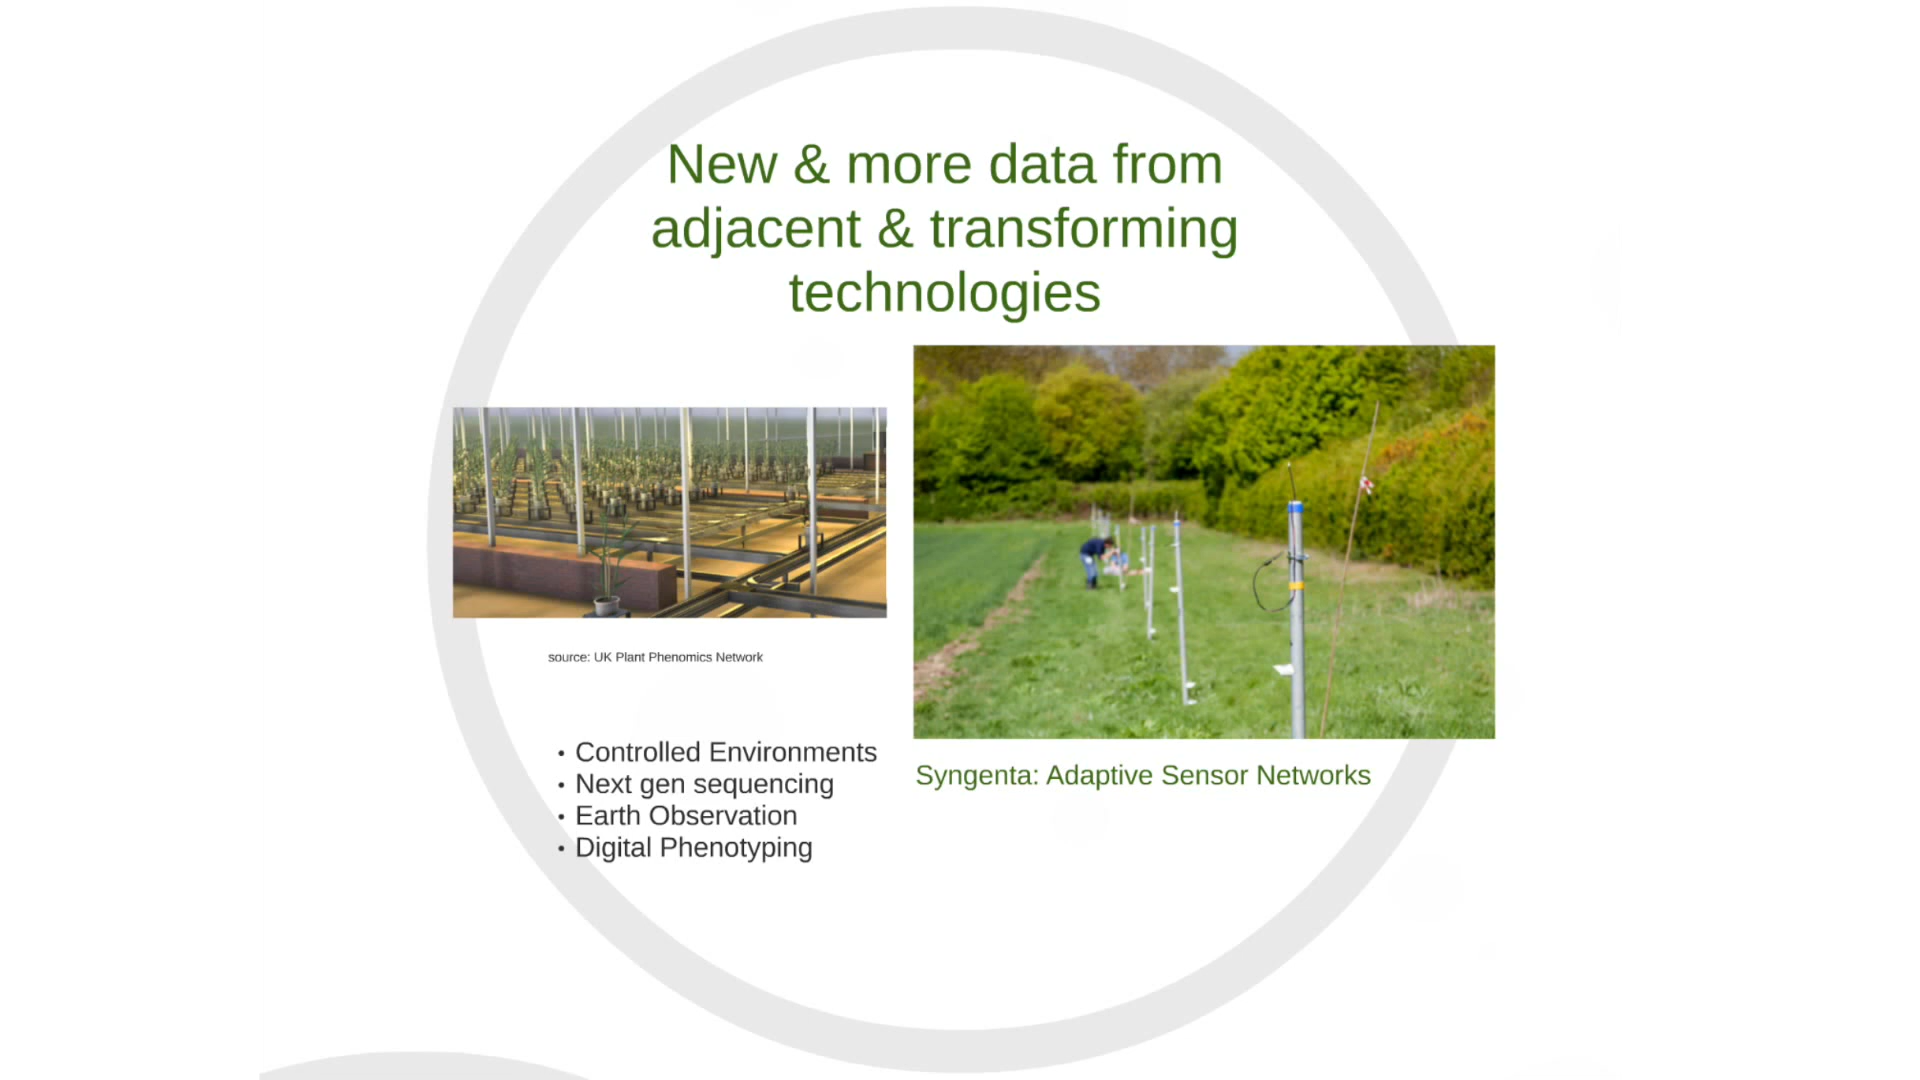 New & more data from
adjacent & transforming
technologies
source: UK Plant Phenomics Network
• Controlled Environments
• Next gen sequencing
• Earth Observation
• Digital Phenotyping
Syngenta: Adaptive Sensor Networks